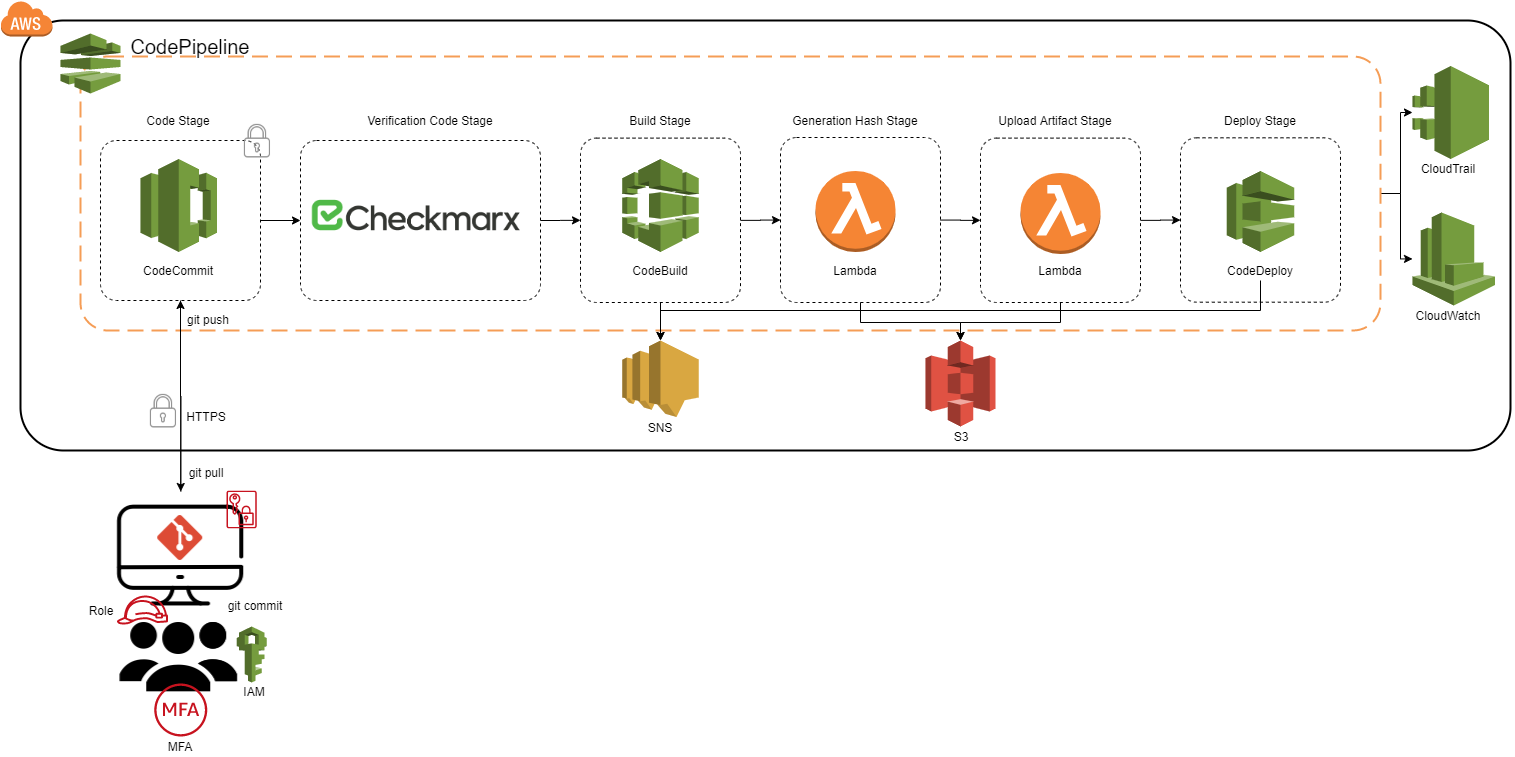 AWS
CodePipeline
Code Stage
Verification Code Stage
Build Stage
Generation Hash Stage
Upload Artifact Stage
Deploy Stage
Checkmarx
CodeCommit
CodeBuild
Lambda
Lambda
CodeDeploy
CloudTrail
CloudWatch
git push
SNS
S3
HTTPS
git pull
Role
git commit
IAM
MFA
MFA